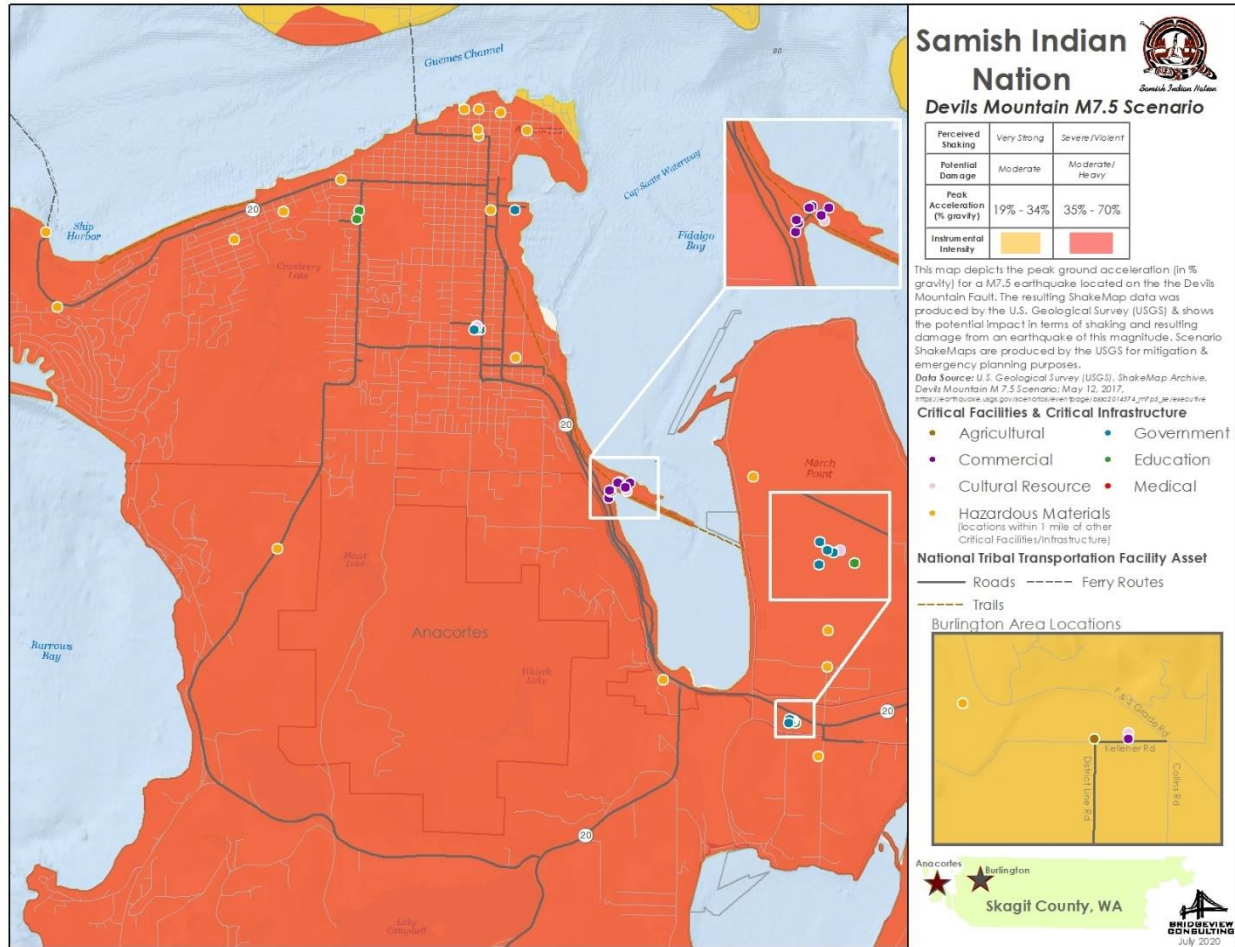 Guemes Channel
80
Cap Sante Waterway
Fidalgo
Bay
Ship
Harbor
20
Cranberry
Lake
20
March
Point
Heart
Lake
Anacortes
Whistle
Lake
Burrows
Bay
20
20
Lake
Campbell
Samish Indian
Nation
Samish Indian Nation
Devils Mountain M7.5 Scenario
Perceived Shaking Very Strong Severe/Violent
Potential Damage Moderate Moderate/ Heavy
Peak Acceleration (% gravity) 19% - 34% 35% - 70%
Instrumental Intensity
This map depicts the peak ground acceleration (in %
gravity) for a M7.5 earthquake located on the the Devils
Mountain Fault. The resulting ShakeMap data was
produced by the U.S. Geological Survey (USGS) & shows
the potential impact in terms of shaking and resulting
damage from an earthquake of this magnitude. Scenario
ShakeMaps are produced by the USGS for mitigation &
emergency planning purposes.
Data Source: U.S. Geological Survey (USGS), ShakeMap Archive,
Devils Mountain M 7.5 Scenario; May 12, 2017,
Critical Facilities & Critical Infrastructure
Agricultural Government
Commercial Education
Cultural Resource Medical
Hazardous Materials
(locations within 1 mile of other
Critical Facilities/Infrastructure)
National Tribal Transportation Facility Asset
Roads Ferry Routes
Trails
Burlington Area Locations
F & S Grade Rd
Kelleher Rd
District Line Rd
Collins Rd
Anacortes
Burlington
Skagit County, WA
BRIDGEVIEW
CONSULTING
July 2020